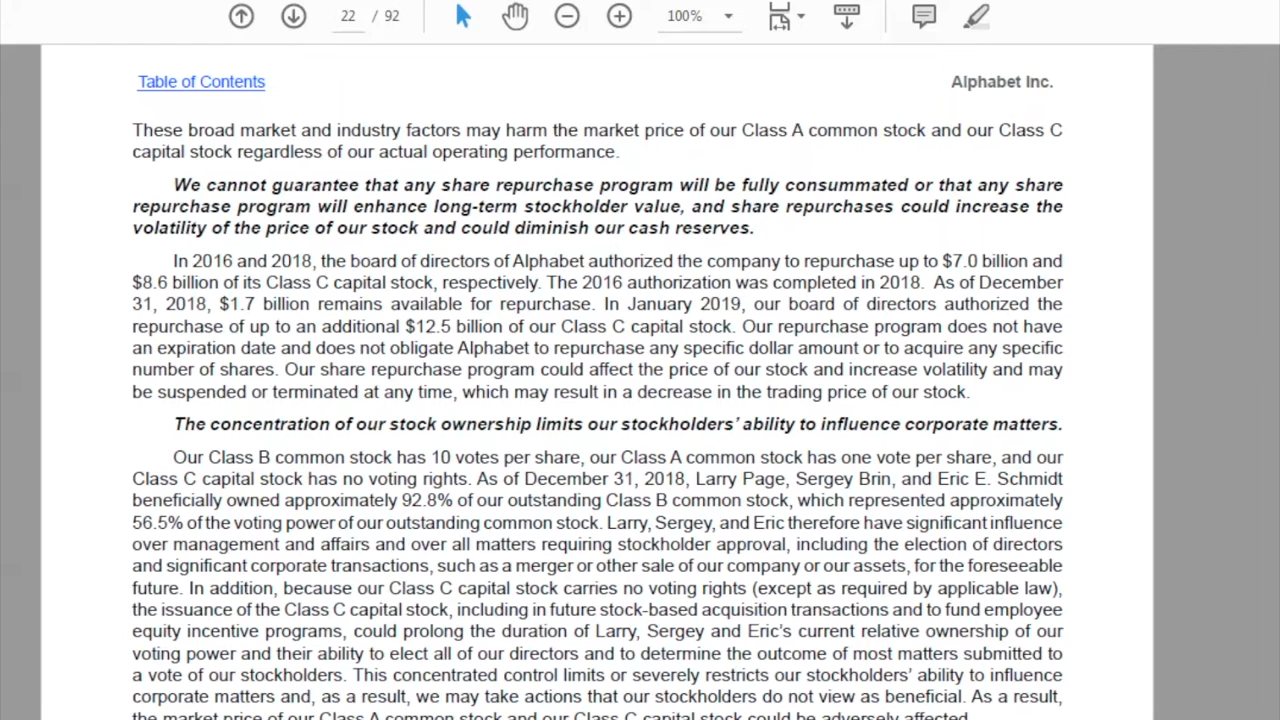 22 / 92
100%
Table of Contents
Alphabet Inc.
These broad market and industry factors may harm the market price of our Class A common stock and our Class C
capital stock regardless of our actual operating performance.
We cannot guarantee that any share repurchase program will be fully consummated or that any share
repurchase program will enhance long-term stockholder value, and share repurchases could increase the
volatility of the price of our stock and could diminish our cash reserves.
In 2016 and 2018, the board of directors of Alphabet authorized the company to repurchase up to $7.0 billion and
$8.6 billion of its Class C capital stock, respectively. The 2016 authorization was completed in 2018. As of December
31, 2018, $1.7 billion remains available for repurchase. In January 2019, our board of directors authorized the
repurchase of up to an additional $12.5 billion of our Class C capital stock. Our repurchase program does not have
an expiration date and does not obligate Alphabet to repurchase any specific dollar amount or to acquire any specific
number of shares. Our share repurchase program could affect the price of our stock and increase volatility and may
be suspended or terminated at any time, which may result in a decrease in the trading price of our stock.
The concentration of our stock ownership limits our stockholders' ability to influence corporate matters.
Our Class B common stock has 10 votes per share, our Class A common stock has one vote per share, and our
Class C capital stock has no voting rights. As of December 31, 2018, Larry Page, Sergey Brin, and Eric E. Schmidt
beneficially owned approximately 92.8% of our outstanding Class B common stock, which represented approximately
56.5% of the voting power of our outstanding common stock. Larry, Sergey, and Eric therefore have significant influence
over management and affairs and over all matters requiring stockholder approval, including the election of directors
and significant corporate transactions, such as a merger or other sale of our company or our assets, for the foreseeable
future. In addition, because our Class C capital stock carries no voting rights (except as required by applicable law),
the issuance of the Class C capital stock, including in future stock-based acquisition transactions and to fund employee
equity incentive programs, could prolong the duration of Larry, Sergey and Eric's current relative ownership of our
voting power and their ability to elect all of our directors and to determine the outcome of most matters submitted to
a vote of our stockholders. This concentrated control limits or severely restricts our stockholders' ability to influence
corporate matters and, as a result, we may take actions that our stockholders do not view as beneficial. As a result,
the market price of our Class A common stock and our Class C capital stock could be adversely affected.